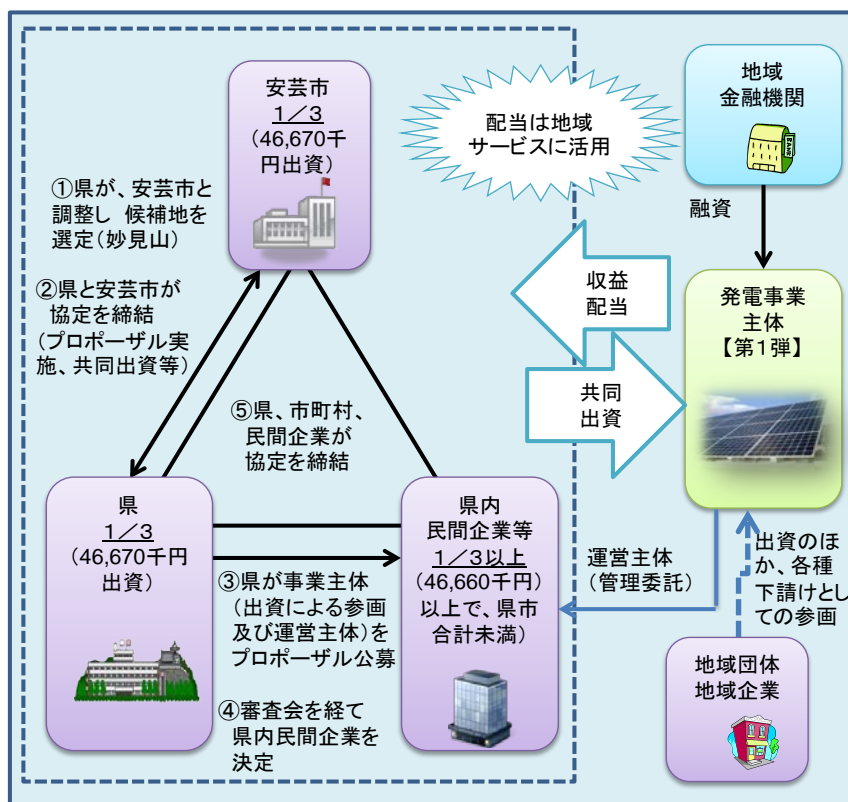 安芸市
1/3
(46,670千
円出資)
配当は地域
サービスに活用
地域
金融機関
BANK
融資
①県が、安芸市と
調整し 候補地を
選定(妙見山)
②県と安芸市が
協定を締結
(プロポーザル実
施、共同出資等)
収益
配当
発電事業
主体
【第1弾】
共同
出資
⑤県、市町村、
民間企業が
協定を締結
県
1/3
(46,670千円
出資)
県内
民間企業等
1/3以上
(46,660千円)
以上で、県市
合計未満)
③県が事業主体
(出資による参画
及び運営主体)を
プロポーザル公募
④審査会を経て
県内民間企業を
決定
運営主体
(管理委託)
出資のほ
か、各種
下請けとし
ての参画
地域団体
地域企業